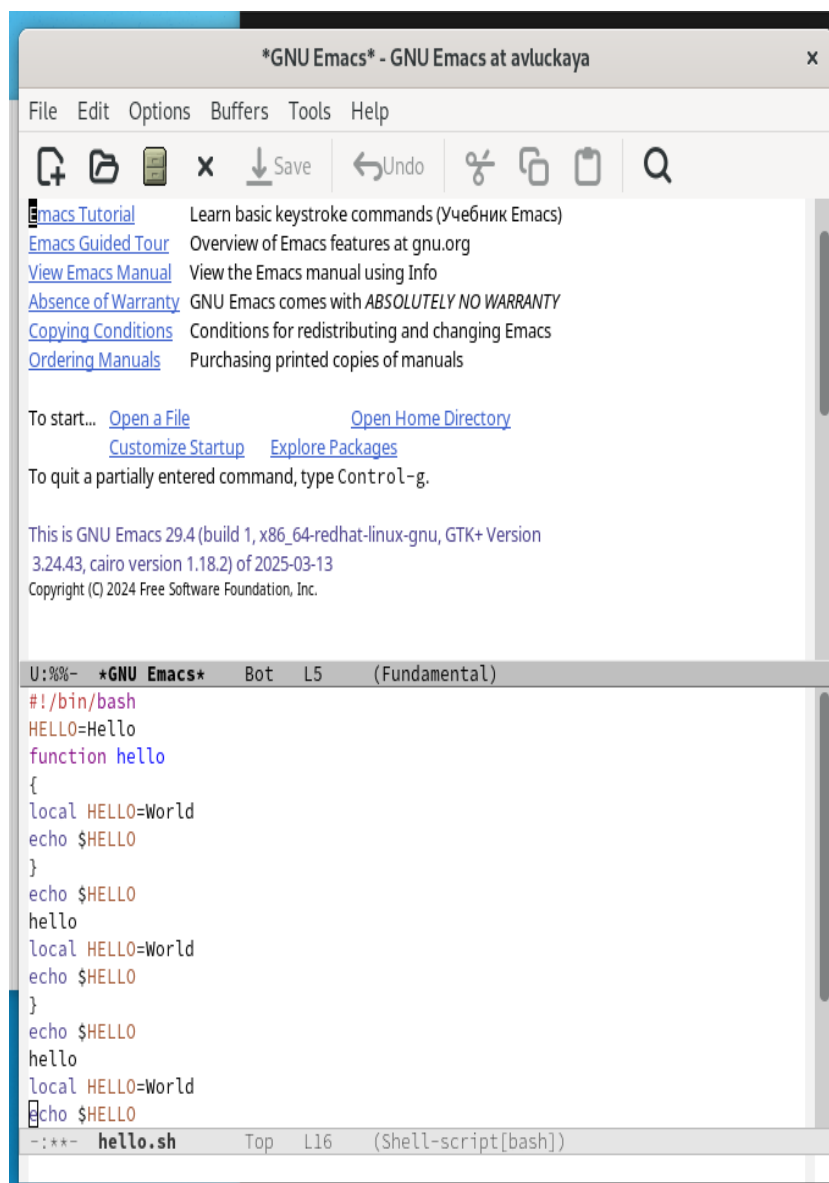 *GNU Emacs* - GNU Emacs at avluckaya
File Edit Options Buffers Tools Help
Save Undo
Emacs Tutorial Learn basic keystroke commands (Учебник Emacs)
Emacs Guided Tour Overview of Emacs features at gnu.org
View Emacs Manual View the Emacs manual using Info
Absence of Warranty GNU Emacs comes with ABSOLUTELY NO WARRANTY
Copying Conditions Conditions for redistributing and changing Emacs
Ordering Manuals Purchasing printed copies of manuals
To start... Open a File Open Home Directory
Customize Startup Explore Packages
To quit a partially entered command, type Control-g.
This is GNU Emacs 29.4 (build 1, x86_64-redhat-linux-gnu, GTK+ Version
3.24.43, cairo version 1.18.2) of 2025-03-13
Copyright (C) 2024 Free Software Foundation, Inc.
U:%%- *GNU Emacs* Bot L5 (Fundamental)
#!/bin/bash
HELLO=Hello
function hello
{
local HELLO=World
echo $HELLO
}
echo $HELLO
hello
local HELLO=World
echo $HELLO
}
echo $HELLO
hello
local HELLO=World
echo $HELLO
-:**- hello.sh Top L16 (Shell-script[bash])